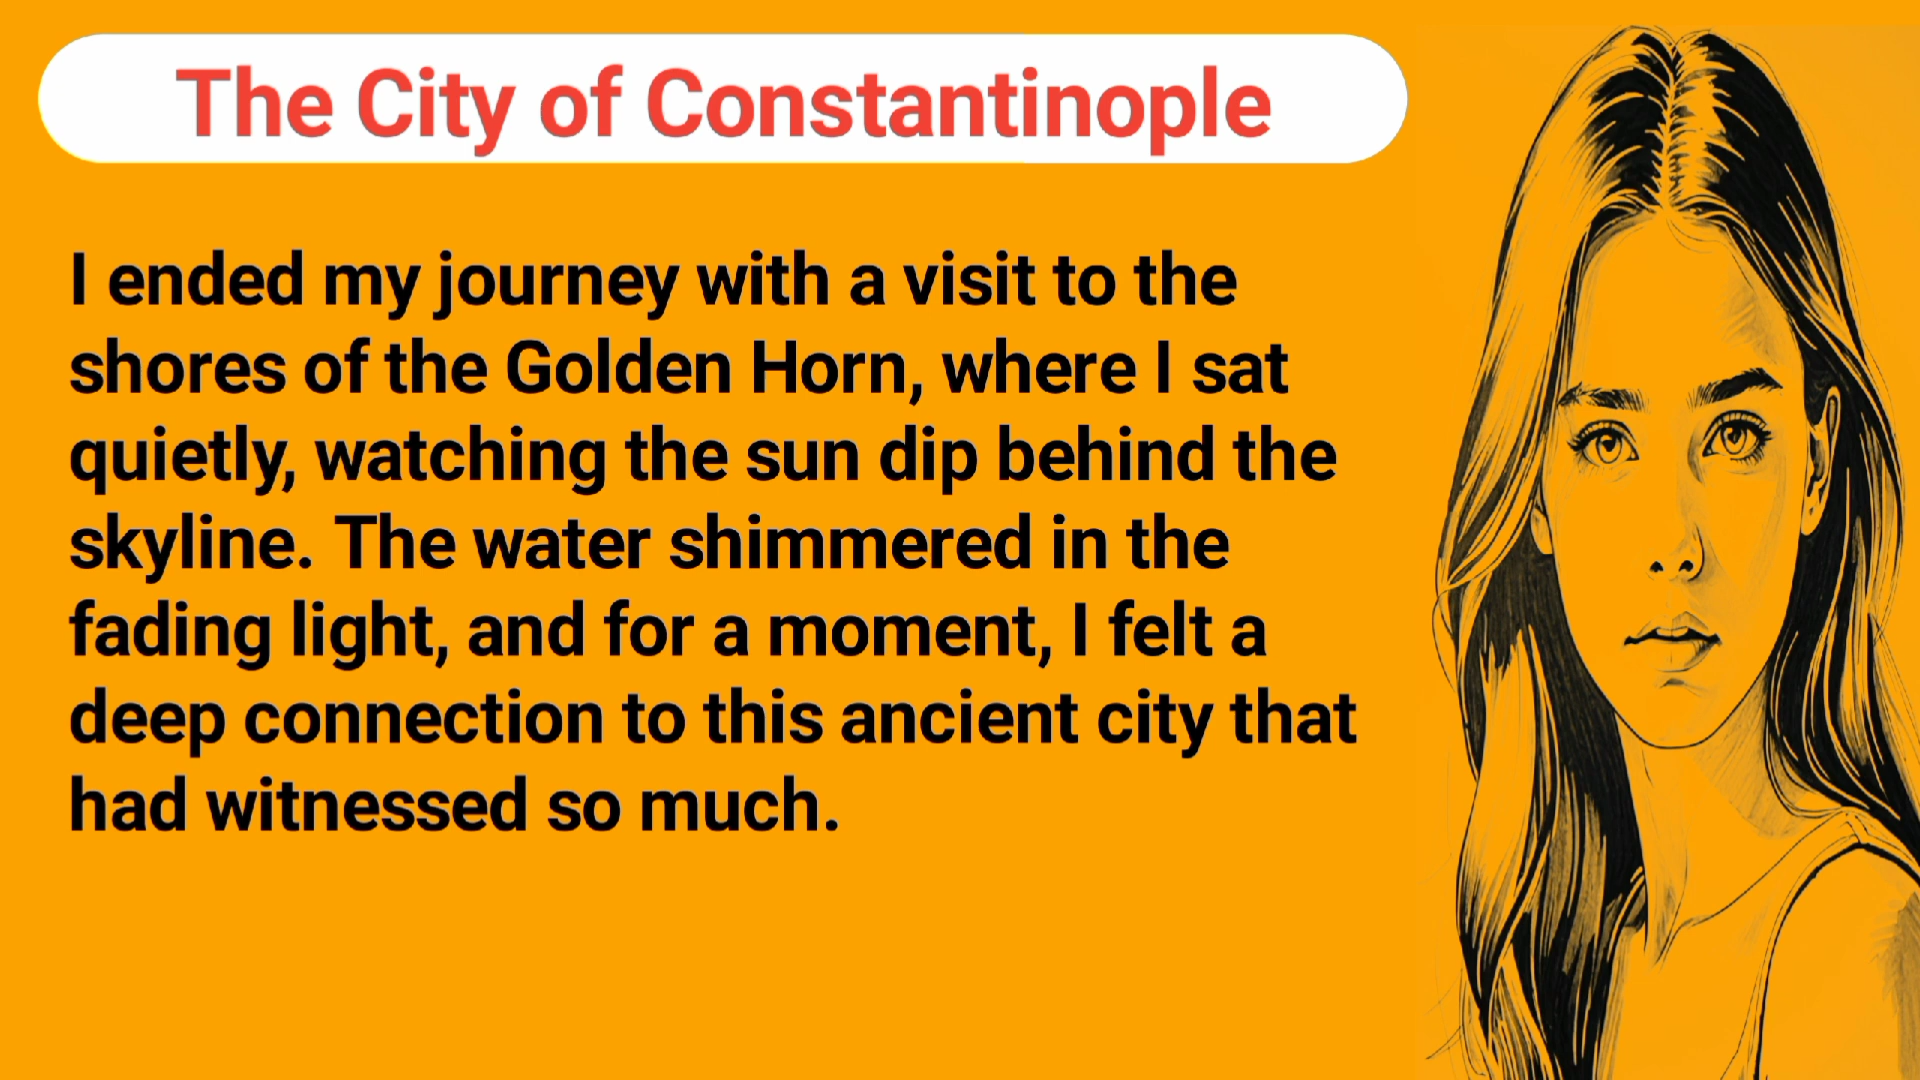 The City of Constantinople
I ended my journey with a visit to the
shores of the Golden Horn, where I sat
quietly, watching the sun dip behind the
skyline. The water shimmered in the
fading light, and for a moment, I felt a
deep connection to this ancient city that
had witnessed so much.